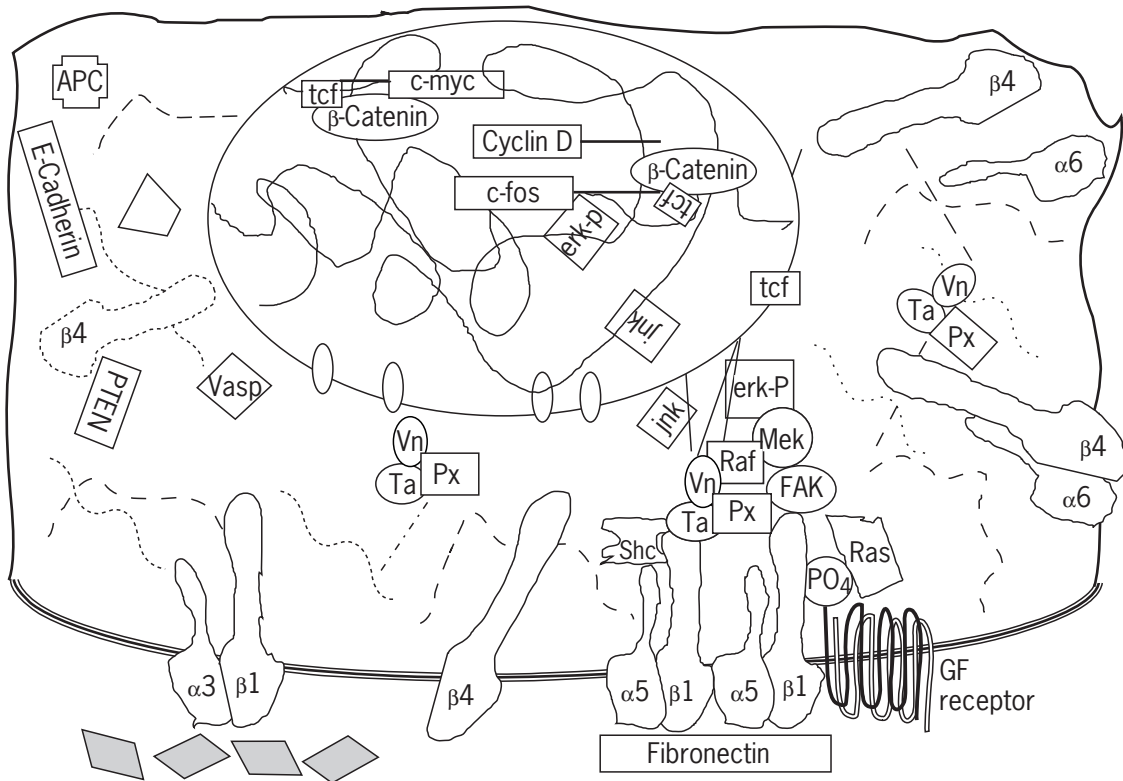 APC
β4
tcf
c-myc
β-Catenin
α6
E-Cadherin
Cyclin D
β-Catenin
c-fos
tcf
erk-p
tcf
Vn
Ta
Px
β4
jnk
PTEN
Vasp
erk-P
jnk
Mek
Vn
Raf
Ta
Px
Vn
FAK
β4
α6
Px
Ta
Shc
Ras
PO4
α3
β1
β4
α5
β1
α5
β1
GF
receptor
Fibronectin